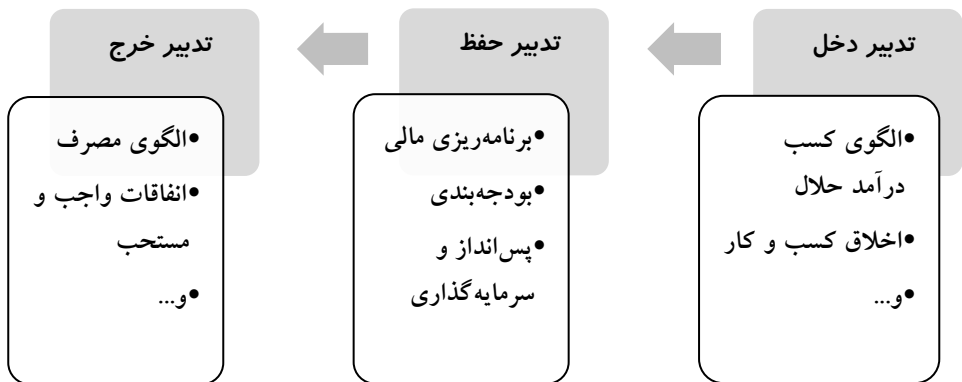 تدبیر دخل
•الگوی کسب
درآمد حلال
•اخلاق کسب و کار
•و...
تدبیر حفظ
•برنامه‌ریزی مالی
•بودجه‌بندی
•پس‌انداز و
سرمایه‌گذاری
تدبیر خرج
•الگوی مصرف
•انفاقات واجب و
مستحب
•و...